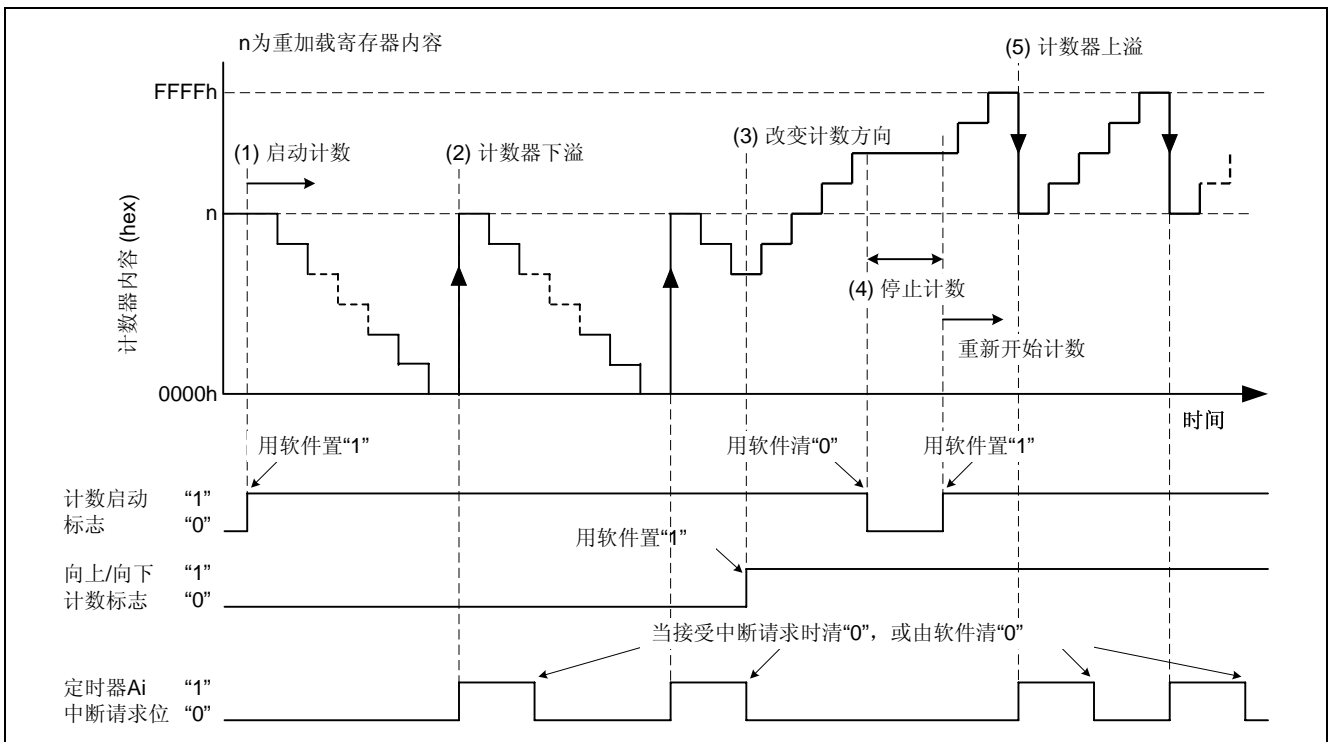 n为重加载寄存器内容
(5) 计数器上溢
FFFFh
(1) 启动计数
(2) 计数器下溢
(3) 改变计数方向
n
计数器内容 (hex)
(4) 停止计数
重新开始计数
0000h
时间
用软件置“1”
用软件清“0”
用软件置“1”
计数启动 “1”
标志 “0”
用软件置“1”
向上/向下 “1”
计数标志 “0”
当接受中断请求时清“0”，或由软件清“0”
定时器Ai “1”
中断请求位 “0”